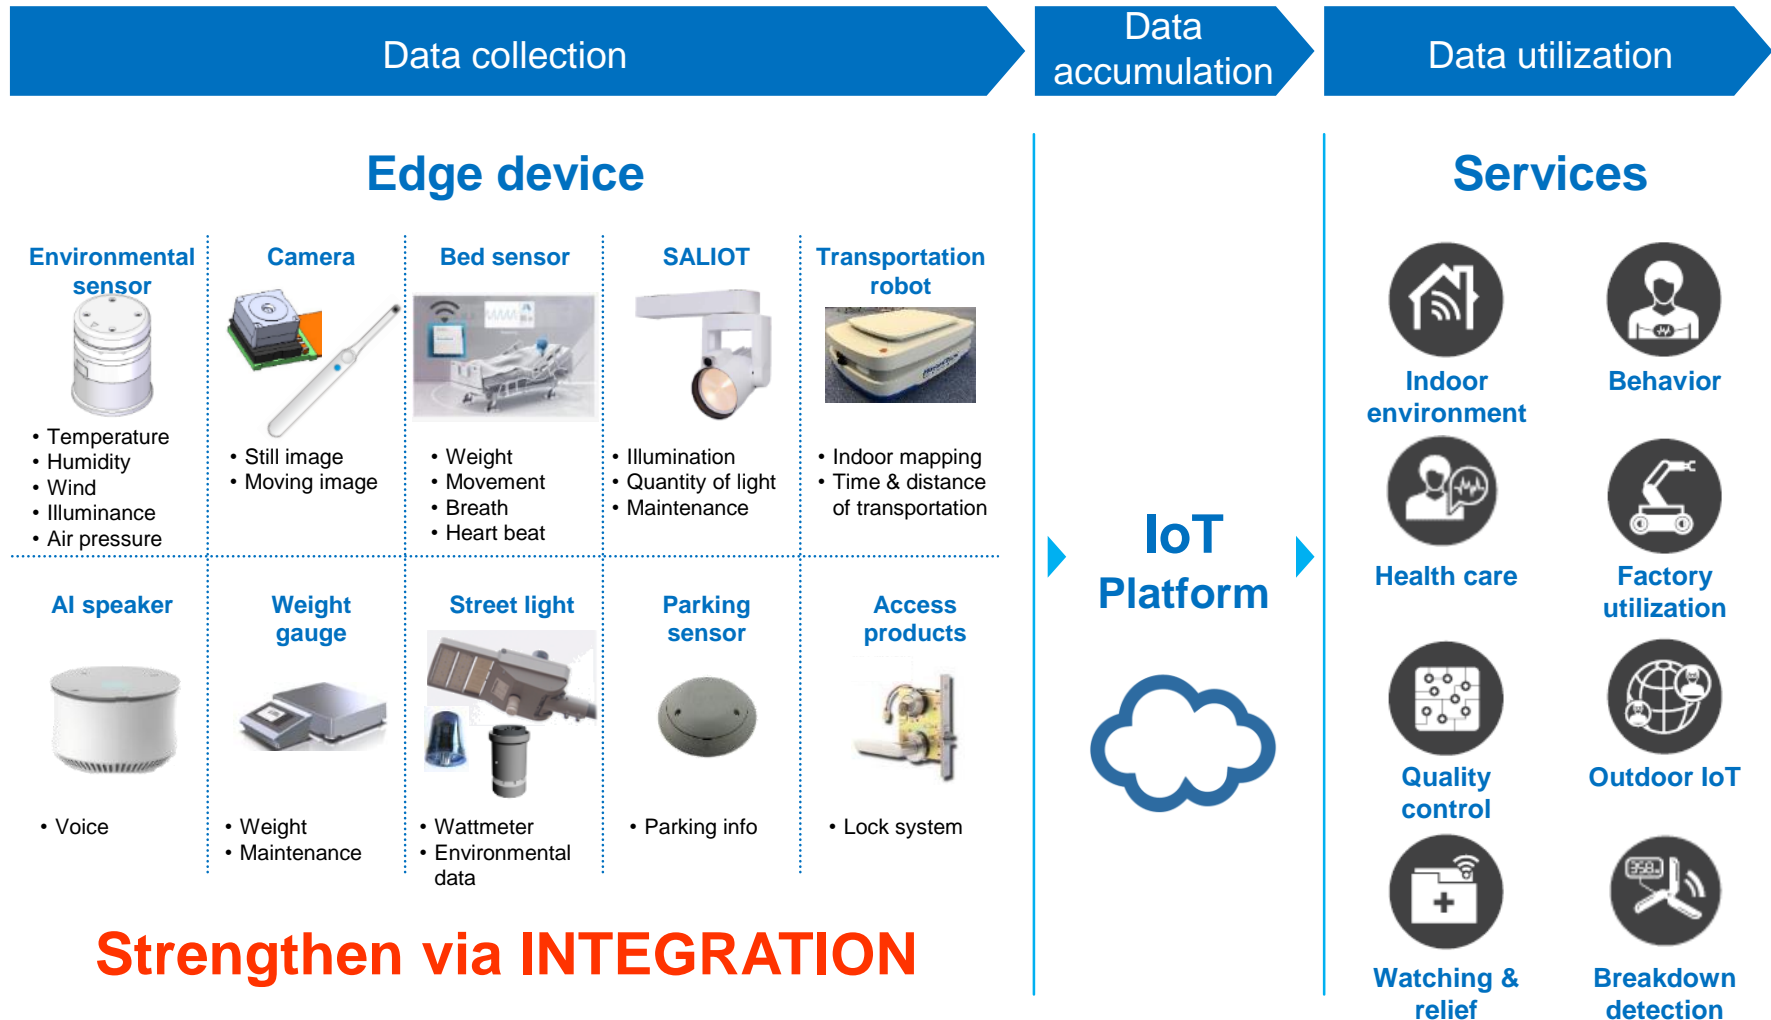 Data collection
Data
accumulation
Data utilization
Edge device
Services
Environmental
sensor
• Temperature
• Humidity
• Wind
• Illuminance
• Air pressure
Camera
• Still image
• Moving image
Bed sensor
• Weight
• Movement
• Breath
• Heart beat
SALIOT
• Illumination
• Quantity of light
• Maintenance
Transportation
robot
• Indoor mapping
• Time & distance
of transportation
AI speaker
• Voice
Weight
gauge
• Weight
• Maintenance
Street light
• Wattmeter
• Environmental
data
Parking
sensor
• Parking info
Access
products
• Lock system
Strengthen via INTEGRATION
IoT
Platform
Indoor
environment
Behavior
Health care
Factory
utilization
Quality
control
Outdoor IoT
Watching &
relief
358
Breakdown
detection